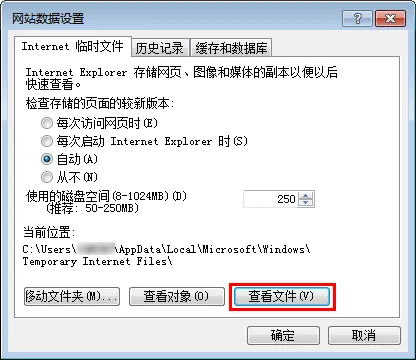 网站数据设置
Internet 临时文件 历史记录 缓存和数据库
Internet Explorer 存储网页、图像和媒体的副本以便以后
快速查看。
检查存储的页面的较新版本:
每次访问网页时(E)
每次启动 Internet Explorer 时(S)
自动(A)
从不(N)
使用的磁盘空间(8-1024MB)(D) 250
(推荐: 50-250MB)
当前位置:
C:\Users\ \AppData\Local\Microsoft\Windows\
Temporary Internet Files\
移动文件夹(M)... 查看对象(O) 查看文件(V)
确定 取消